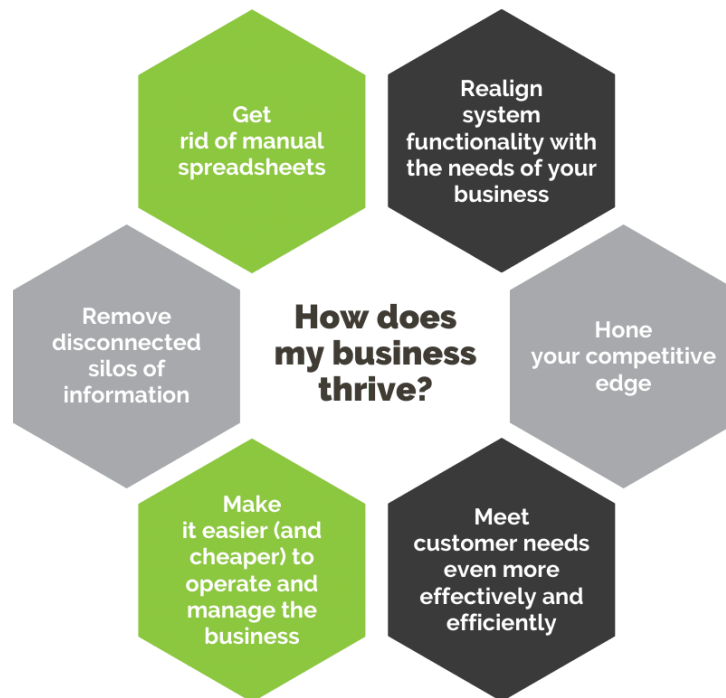 Get
rid of manual
spreadsheets
Realign
system
functionality with
the needs of your
business
Remove
disconnected
silos of
information
How does
my business
thrive?
Hone
your competitive
edge
Make
it easier (and
cheaper) to
operate and
manage the
business
Meet
customer needs
even more
effectively and
efficiently